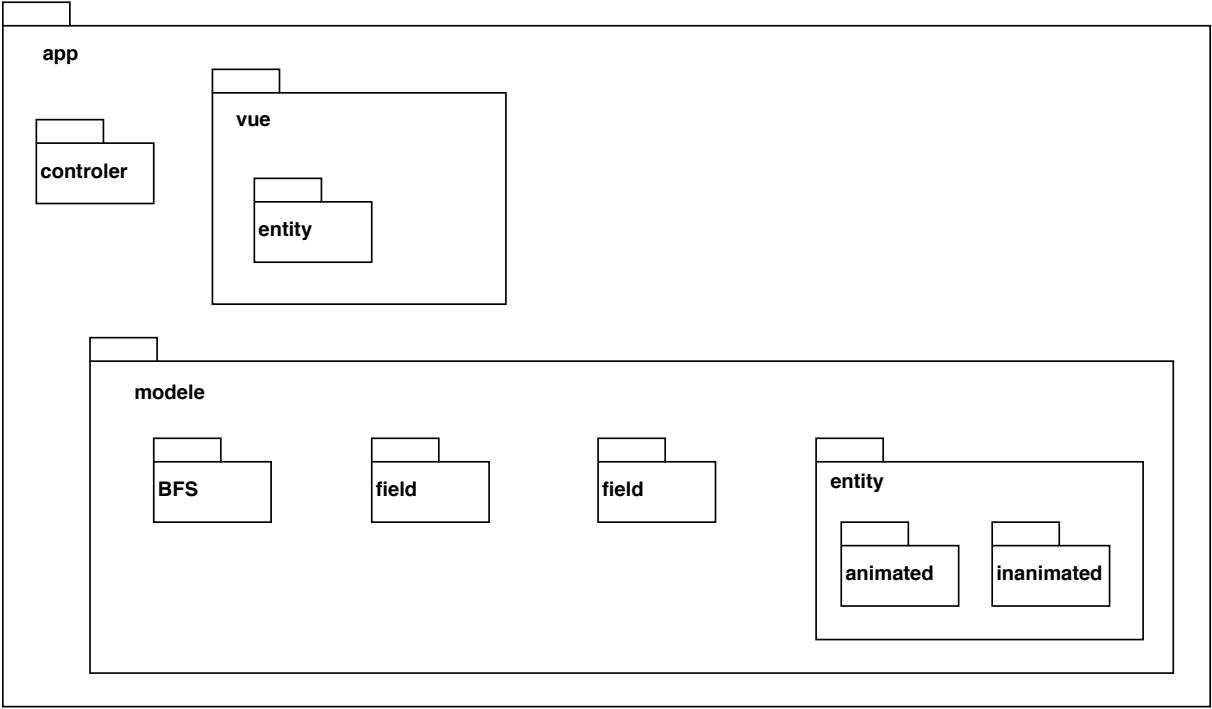 app
vue
controler
entity
modele
BFS
field
field
entity
animated
inanimated